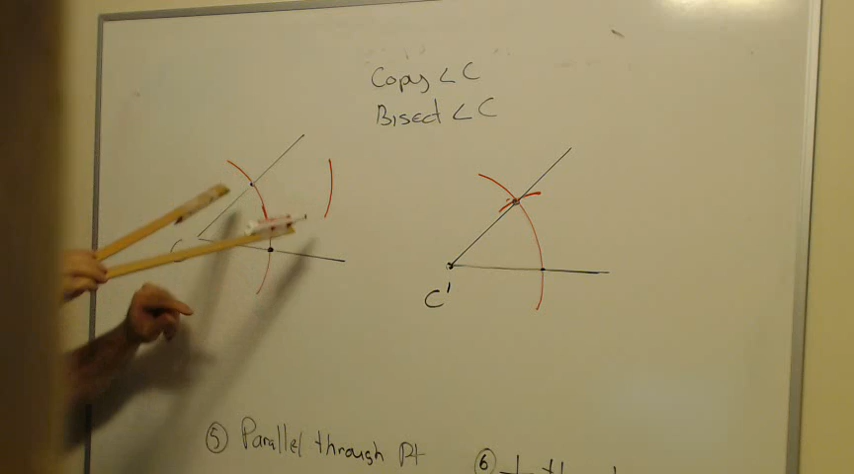 Copy ∠C
Bisect ∠C
C
C'
⑤ Parallel through Pt
⑥